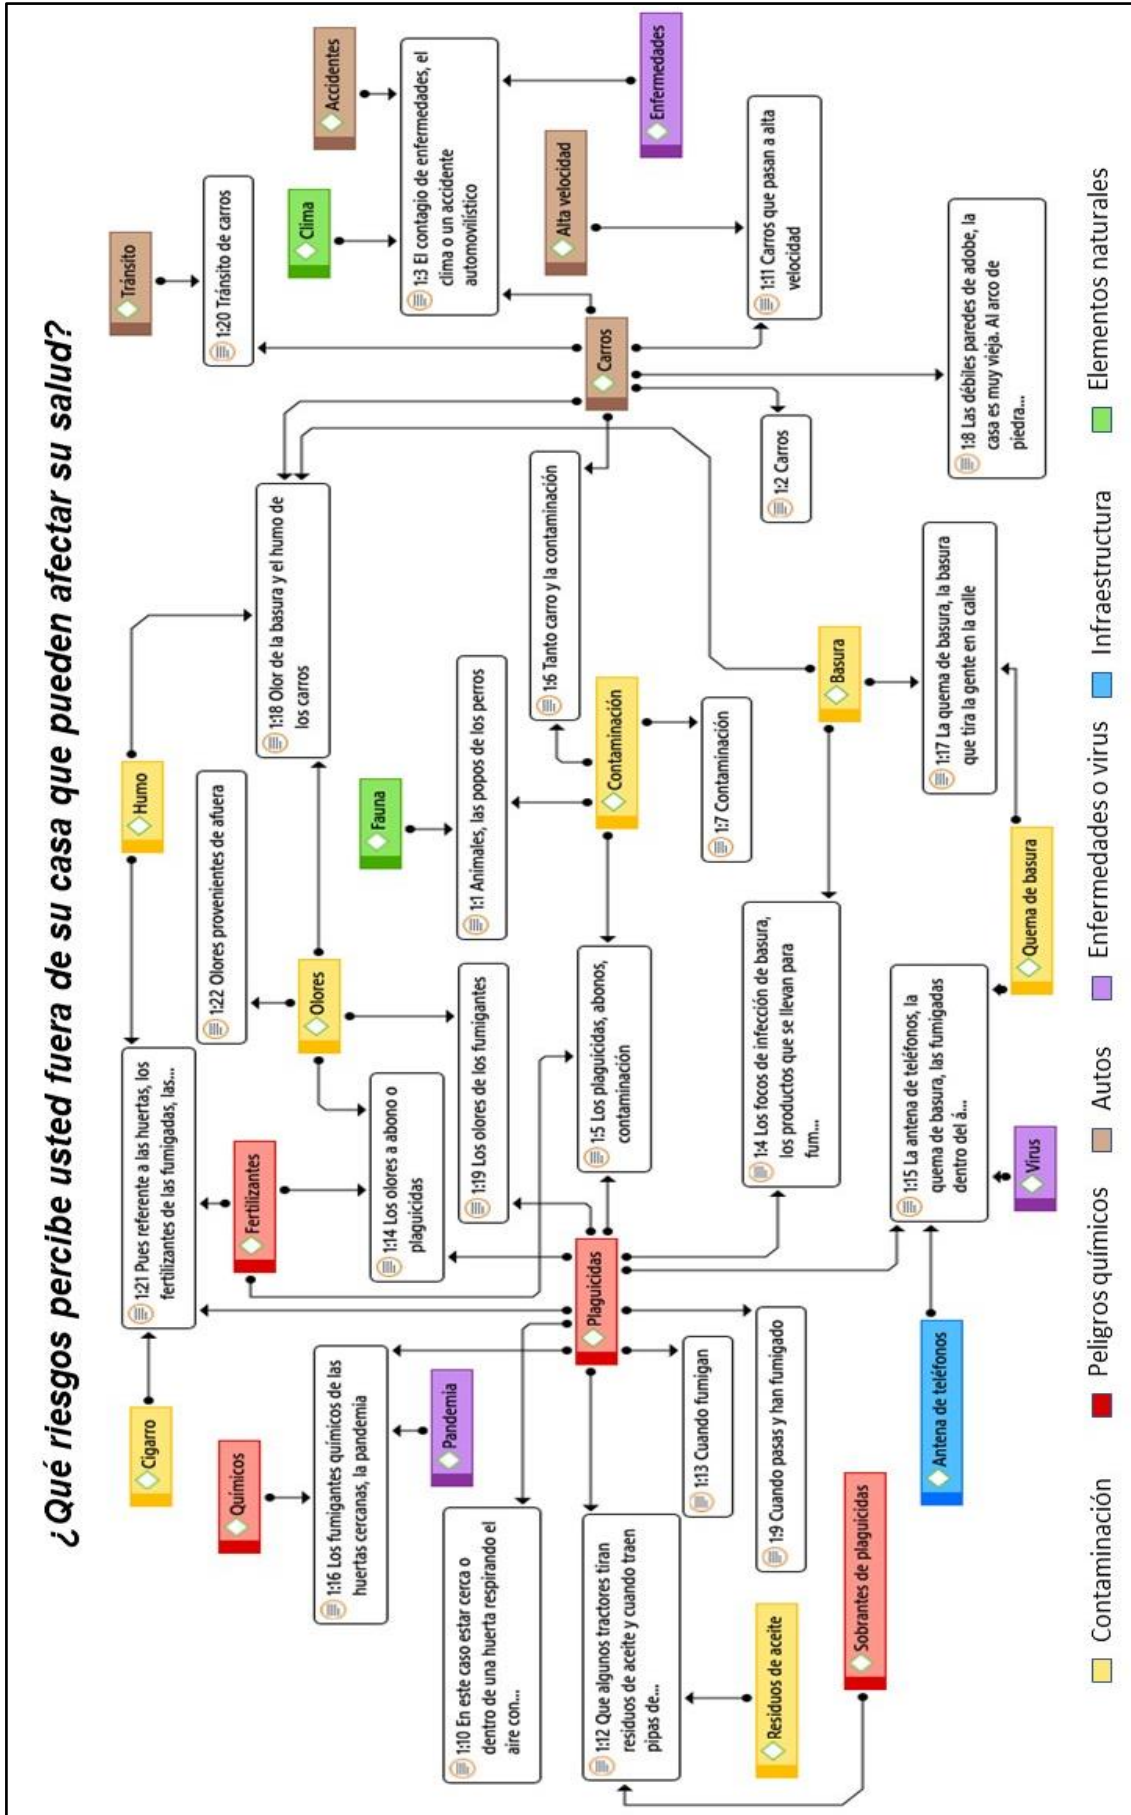 ¿Qué riesgos percibe usted fuera de su casa que pueden afectar su salud?
Cigarro
1:21 Pues referente a las huertas, los
fertilizantes de las fumigadas, las...
Humo
Tránsito
1:20 Tránsito de carros
Químicos
Fertilizantes
1:22 Olores provenientes de afuera
1:16 Los fumigantes químicos de las
huertas cercanas, la pandemia
1:14 Los olores a abono o
plaguicidas
Olores
1:18 Olor de la basura y el humo de
los carros
Clima
Accidentes
Pandemia
Fauna
1:3 El contagio de enfermedades, el
clima o un accidente
automovilístico
1:10 En este caso estar cerca o
dentro de una huerta respirando el
aire con...
1:19 Los olores de los fumigantes
1:1 Animales, las popos de los perros
1:6 Tanto carro y la contaminación
Plaguicidas
1:5 Los plaguicidas, abonos,
contaminación
Contaminación
Carros
Alta velocidad
Enfermedades
1:12 Que algunos tractores tiran
residuos de aceite y cuando traen
pipas de...
1:13 Cuando fumigan
1:7 Contaminación
1:2 Carros
1:11 Carros que pasan a alta
velocidad
Residuos de aceite
1:9 Cuando pasas y han fumigado
1:4 Los focos de infección de basura,
los productos que se llevan para
fum...
Basura
Sobrantes de plaguicidas
Antena de teléfonos
1:15 La antena de teléfonos, la
quema de basura, las fumigadas
dentro del á...
1:17 La quema de basura, la basura
que tira la gente en la calle
1:8 Las débiles paredes de adobe, la
casa es muy vieja. Al arco de
piedra...
Virus
Quema de basura
Contaminación
Peligros químicos
Autos
Enfermedades o virus
Infraestructura
Elementos naturales